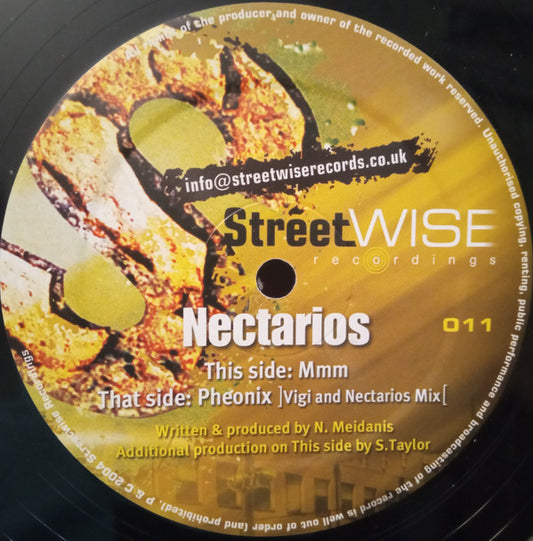 info@streetwiserecords.co.uk
StreetWISE
recordings
Nectarios
011
This side: Mmm
That side: Pheonix ]Vigi and Nectarios Mix[
Written & produced by N. Meidanis
Additional production on This side by S.Taylor
of the producer and owner of the recorded work reserved. Unauthorised copying, renting, public performance and broadcasting of the record is well out of order (and prohibited). P & C 2004 Streetwise Recordings